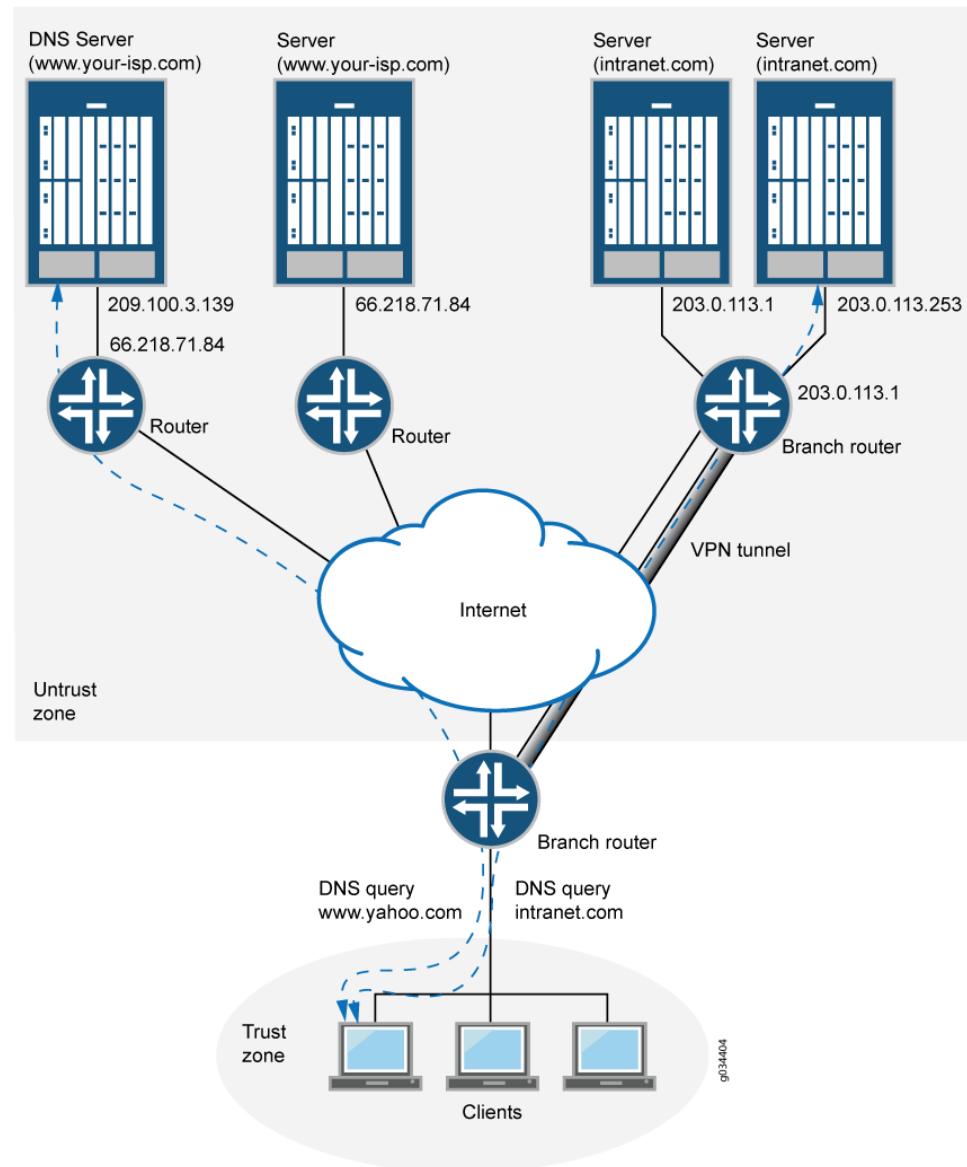 DNS Server
(www.your-isp.com)
Server
(www.your-isp.com)
Server
(intranet.com)
Server
(intranet.com)
209.100.3.139
66.218.71.84
203.0.113.1
203.0.113.253
66.218.71.84
203.0.113.1
Router
Router
Branch router
VPN tunnel
Internet
Untrust
zone
Branch router
DNS query
www.yahoo.com
DNS query
intranet.com
Trust
zone
Clients
g034404